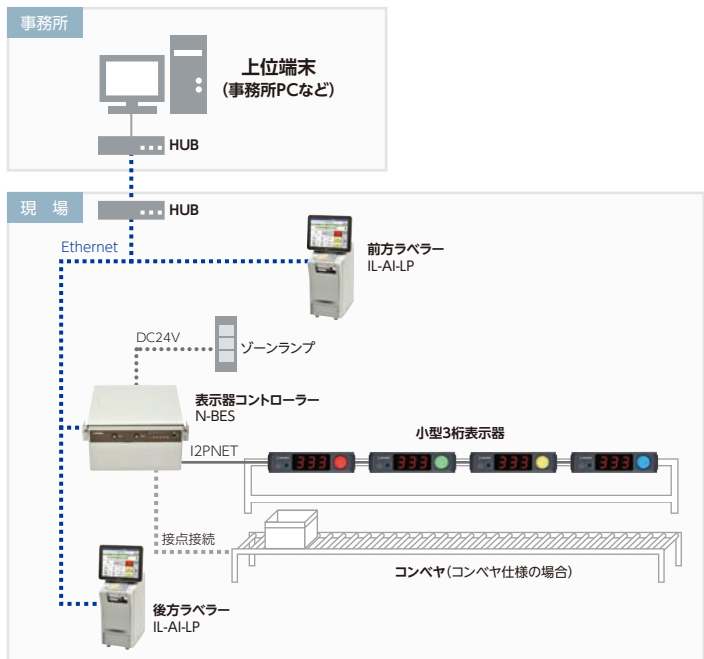 事務所
上位端末
(事務所PCなど)
HUB
現　場
HUB
Ethernet
前方ラベラー
IL-AI-LP
DC24V
ゾーンランプ
表示器コントローラー
N-BES
I2PNET
小型3桁表示器
333
333
333
333
接点接続
コンベヤ(コンベヤ仕様の場合)
後方ラベラー
IL-AI-LP